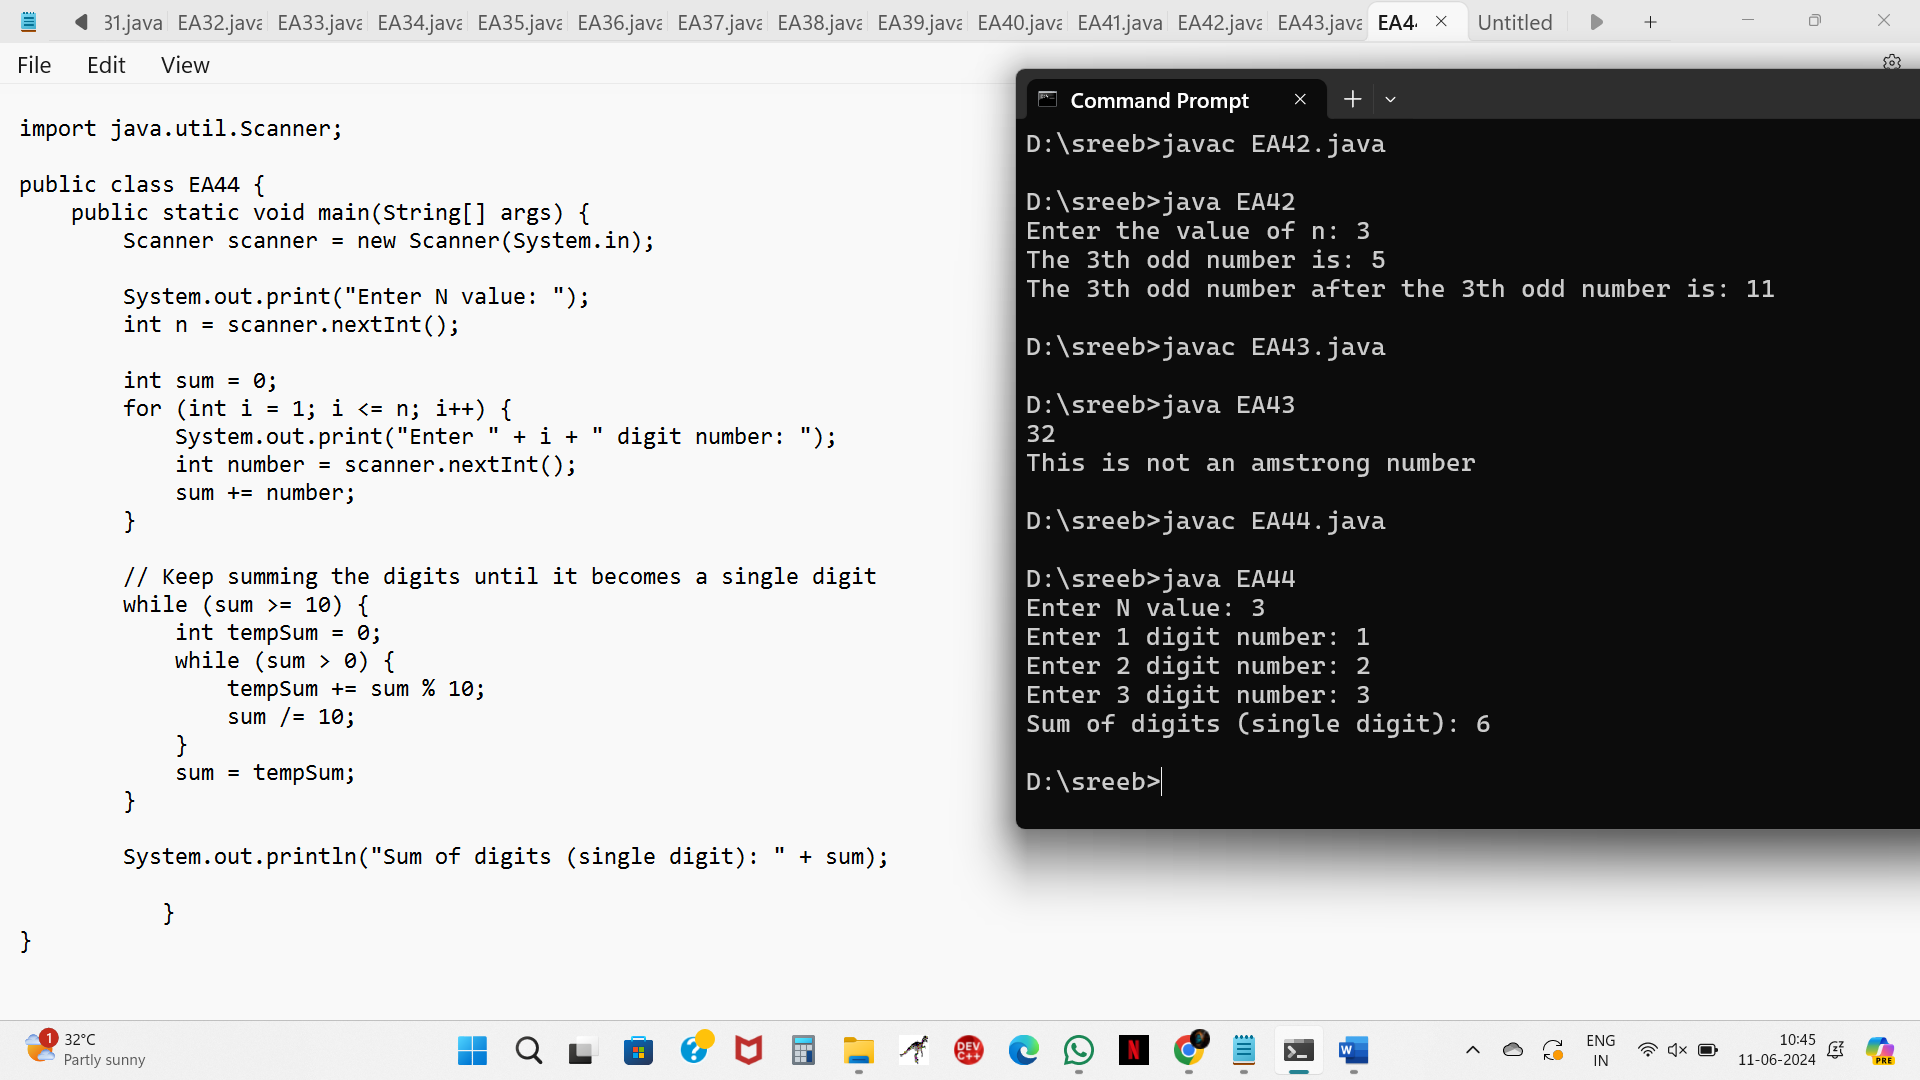 31.java EA32.java EA33.java EA34.java EA35.java EA36.java EA37.java EA38.java EA39.java EA40.java EA41.java EA42.java EA43.java EA44 Untitled
File Edit View
import java.util.Scanner;
public class EA44 {
public static void main(String[] args) {
Scanner scanner = new Scanner(System.in);
System.out.print("Enter N value: ");
int n = scanner.nextInt();
int sum = 0;
for (int i = 1; i <= n; i++) {
System.out.print("Enter " + i + " digit number: ");
int number = scanner.nextInt();
sum += number;
}
// Keep summing the digits until it becomes a single digit
while (sum >= 10) {
int tempSum = 0;
while (sum > 0) {
tempSum += sum % 10;
sum /= 10;
}
sum = tempSum;
}
System.out.println("Sum of digits (single digit): " + sum);
}
}
Command Prompt
D:\sreeb>javac EA42.java
D:\sreeb>java EA42
Enter the value of n: 3
The 3th odd number is: 5
The 3th odd number after the 3th odd number is: 11
D:\sreeb>javac EA43.java
D:\sreeb>java EA43
32
This is not an amstrong number
D:\sreeb>javac EA44.java
D:\sreeb>java EA44
Enter N value: 3
Enter 1 digit number: 1
Enter 2 digit number: 2
Enter 3 digit number: 3
Sum of digits (single digit): 6
D:\sreeb>
1
32°C
Partly sunny
DEV
C++
N
W
ENG
IN
10:45
11-06-2024
PRE